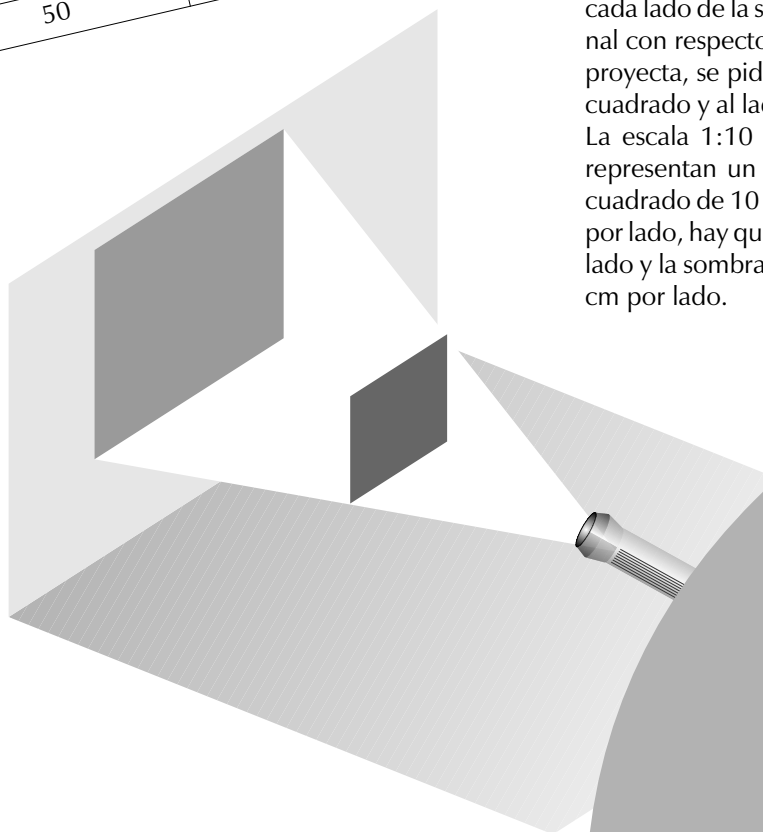 50
cada lado de la s
nal con respecto
proyecta, se pid
cuadrado y al la
La escala 1:10
representan un
cuadrado de 10
por lado, hay qu
lado y la sombra
cm por lado.